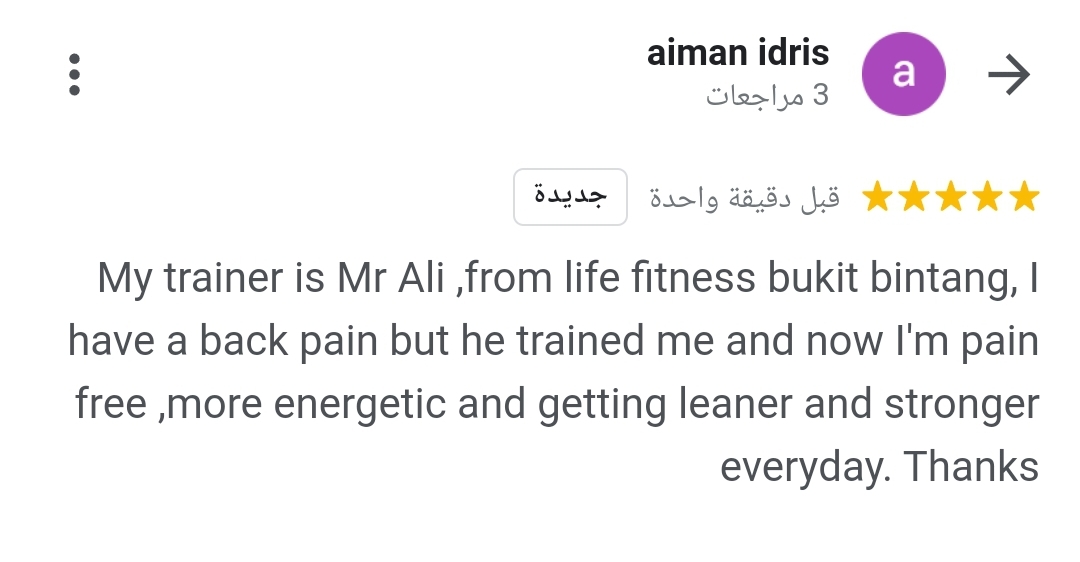 aiman idris
a
3 مراجعات
قبل دقيقة واحدة
جديدة
My trainer is Mr Ali ,from life fitness bukit bintang, I
have a back pain but he trained me and now I'm pain
free ,more energetic and getting leaner and stronger
everyday. Thanks